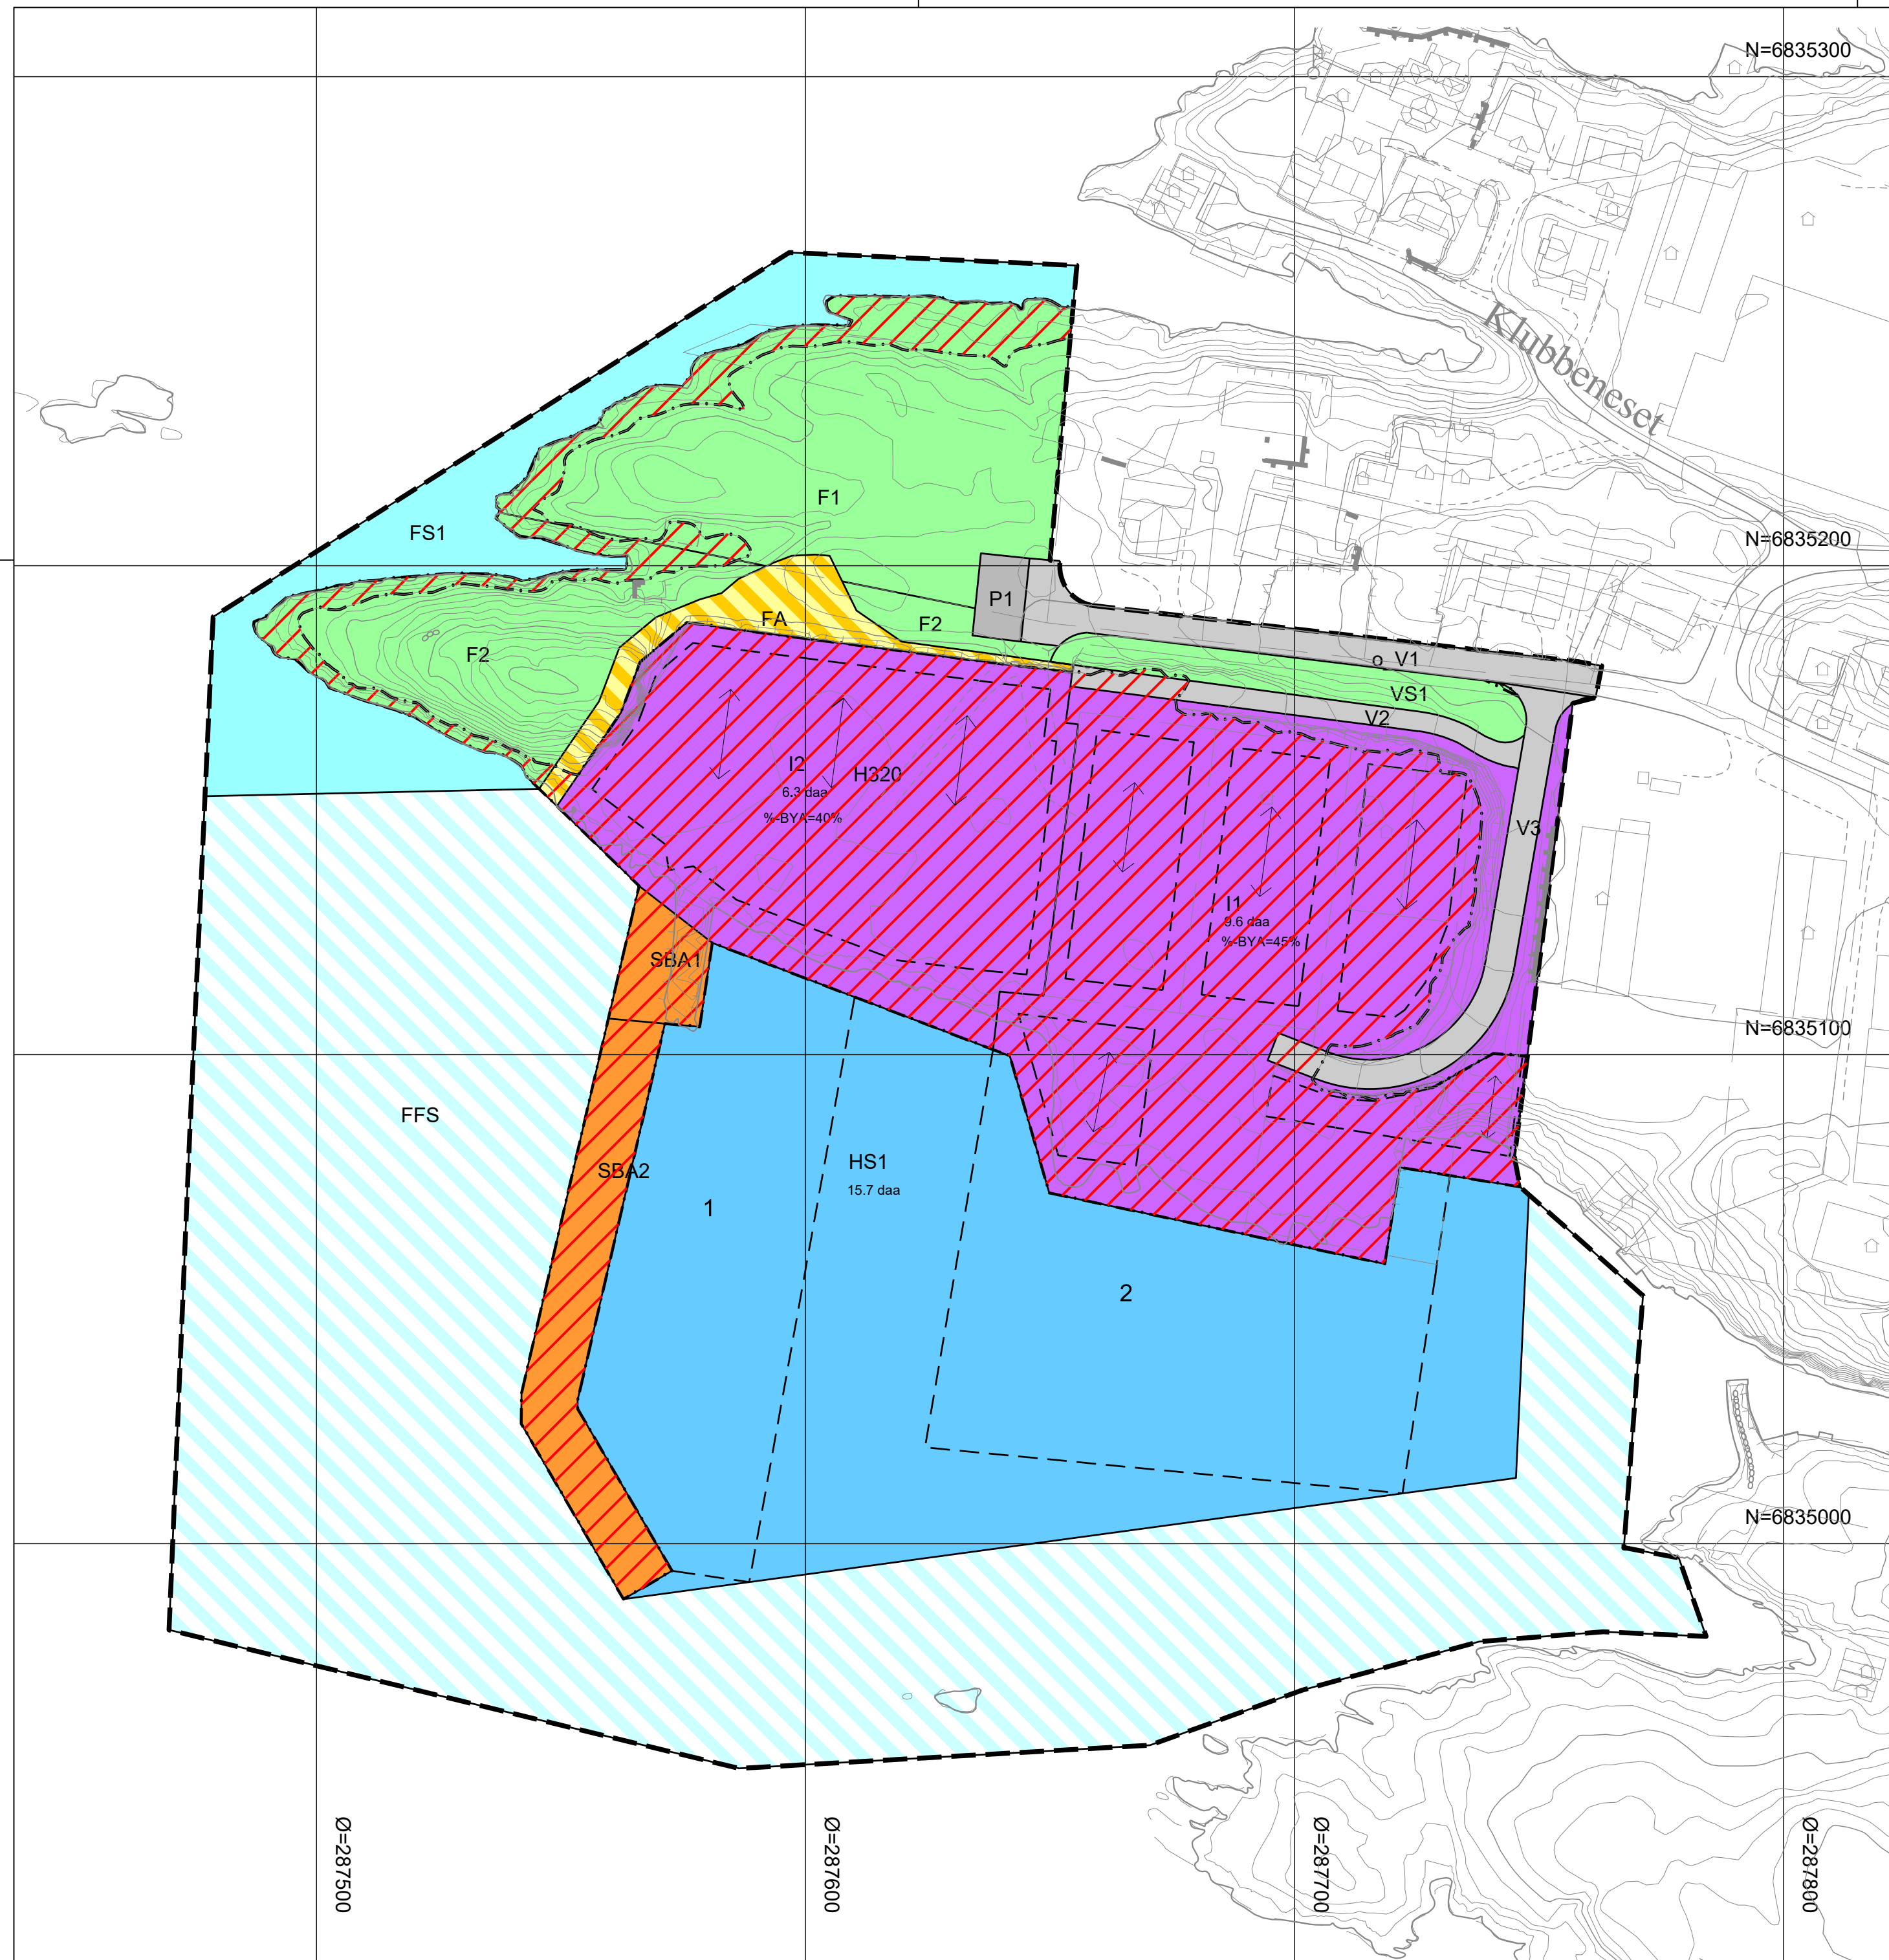 N=6835300
Klubbeneset
F1
FS1
N=6835200
P1
FA
F2
F2
o V1
VS1
V2
I2
H320
6.3 daa
%-BYA=40%
V3
I1
9.6 daa
%-BYA=45%
SBA1
N=6835100
FFS
HS1
SBA2
15.7 daa
1
2
N=6835000
Ø=287500
Ø=287600
Ø=287700
Ø=287800